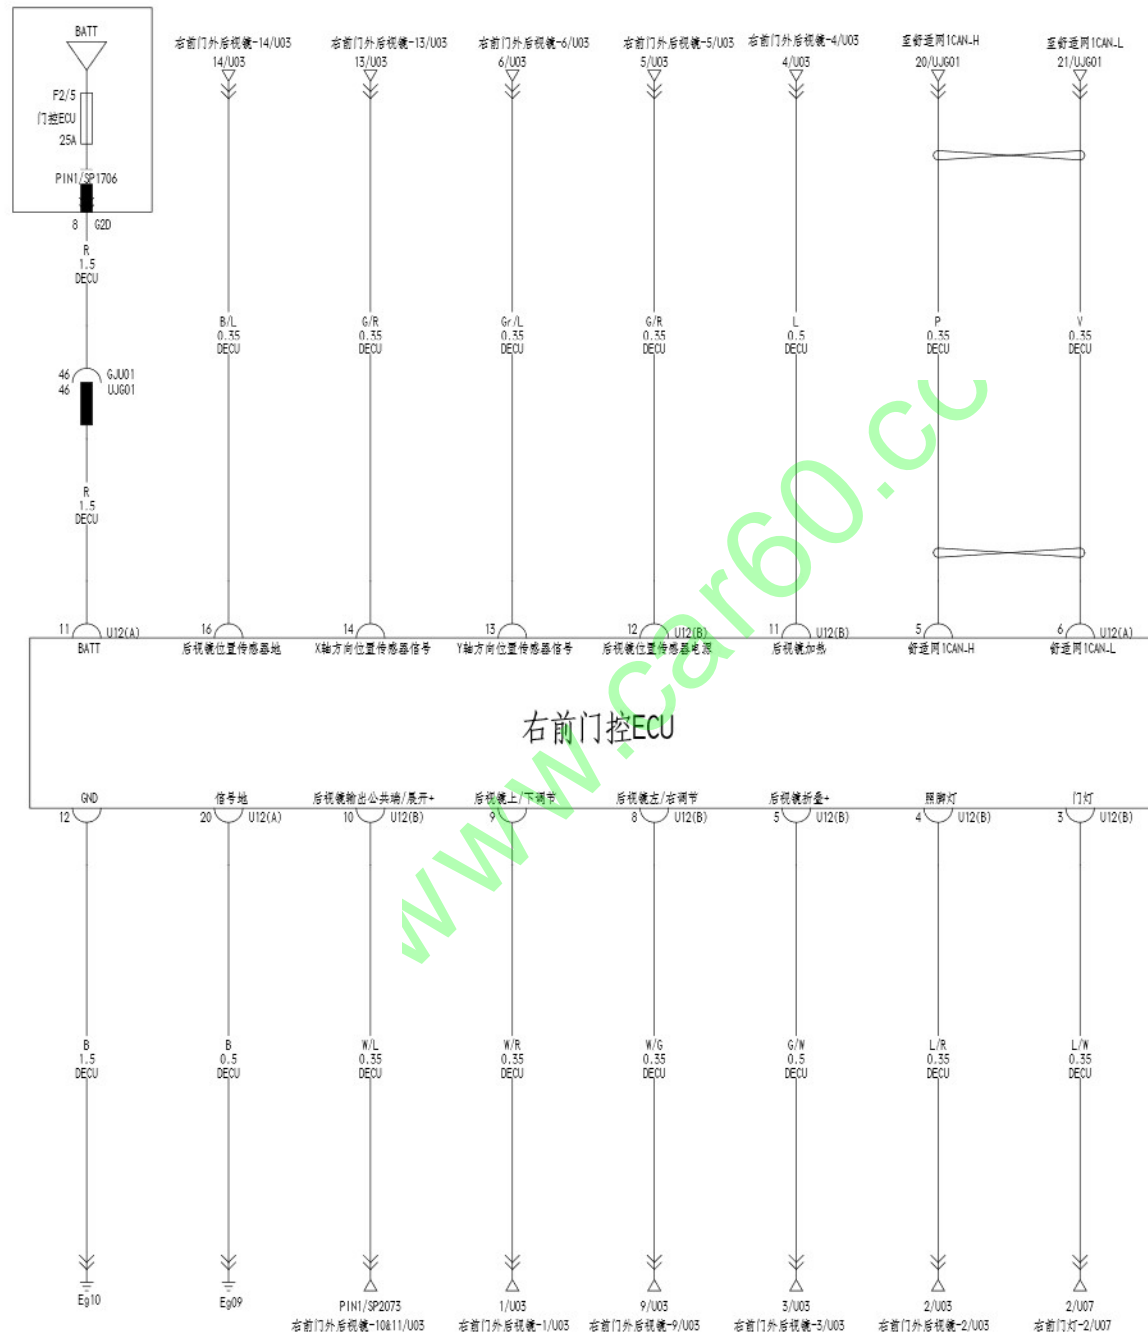 BATT
F2/5
门控ECU
25A
PIN1/SP1706
8 G2D
R
1.5
DECU
46 GJU01
46 UJG01
R
1.5
DECU
右前门外后视镜-14/U03
14/U03
B/L
0.35
DECU
右前门外后视镜-13/U03
13/U03
G/R
0.35
DECU
右前门外后视镜-6/U03
6/U03
Gr/L
0.35
DECU
右前门外后视镜-5/U03
5/U03
G/R
0.35
DECU
右前门外后视镜-4/U03
4/U03
L
0.5
DECU
至舒适网1CAN_H
20/UJG01
P
0.35
DECU
至舒适网1CAN_L
21/UJG01
V
0.35
DECU
11 U12(A)
BATT
16
后视镜位置传感器地
14
X轴方向位置传感器信号
13
Y轴方向位置传感器信号
12 U12(B)
后视镜位置传感器电源
11 U12(B)
后视镜加热
5
舒适网1CAN_H
6 U12(A)
舒适网1CAN_L
右前门控ECU
GND
12
信号地
20 U12(A)
后视镜输出公共端/展开+
10 U12(B)
后视镜上/下调节
9
后视镜左/右调节
8 U12(B)
后视镜折叠+
5 U12(B)
照脚灯
4 U12(B)
门灯
3 U12(B)
B
1.5
DECU
Eg10
B
0.5
DECU
Eg09
W/L
0.35
DECU
PIN1/SP2073
右前门外后视镜-10&11/U03
W/R
0.35
DECU
1/U03
右前门外后视镜-1/U03
W/G
0.35
DECU
9/U03
右前门外后视镜-9/U03
G/W
0.5
DECU
3/U03
右前门外后视镜-3/U03
L/R
0.35
DECU
2/U03
右前门外后视镜-2/U03
L/W
0.35
DECU
2/U07
右前门灯-2/U07
www.car60.cc